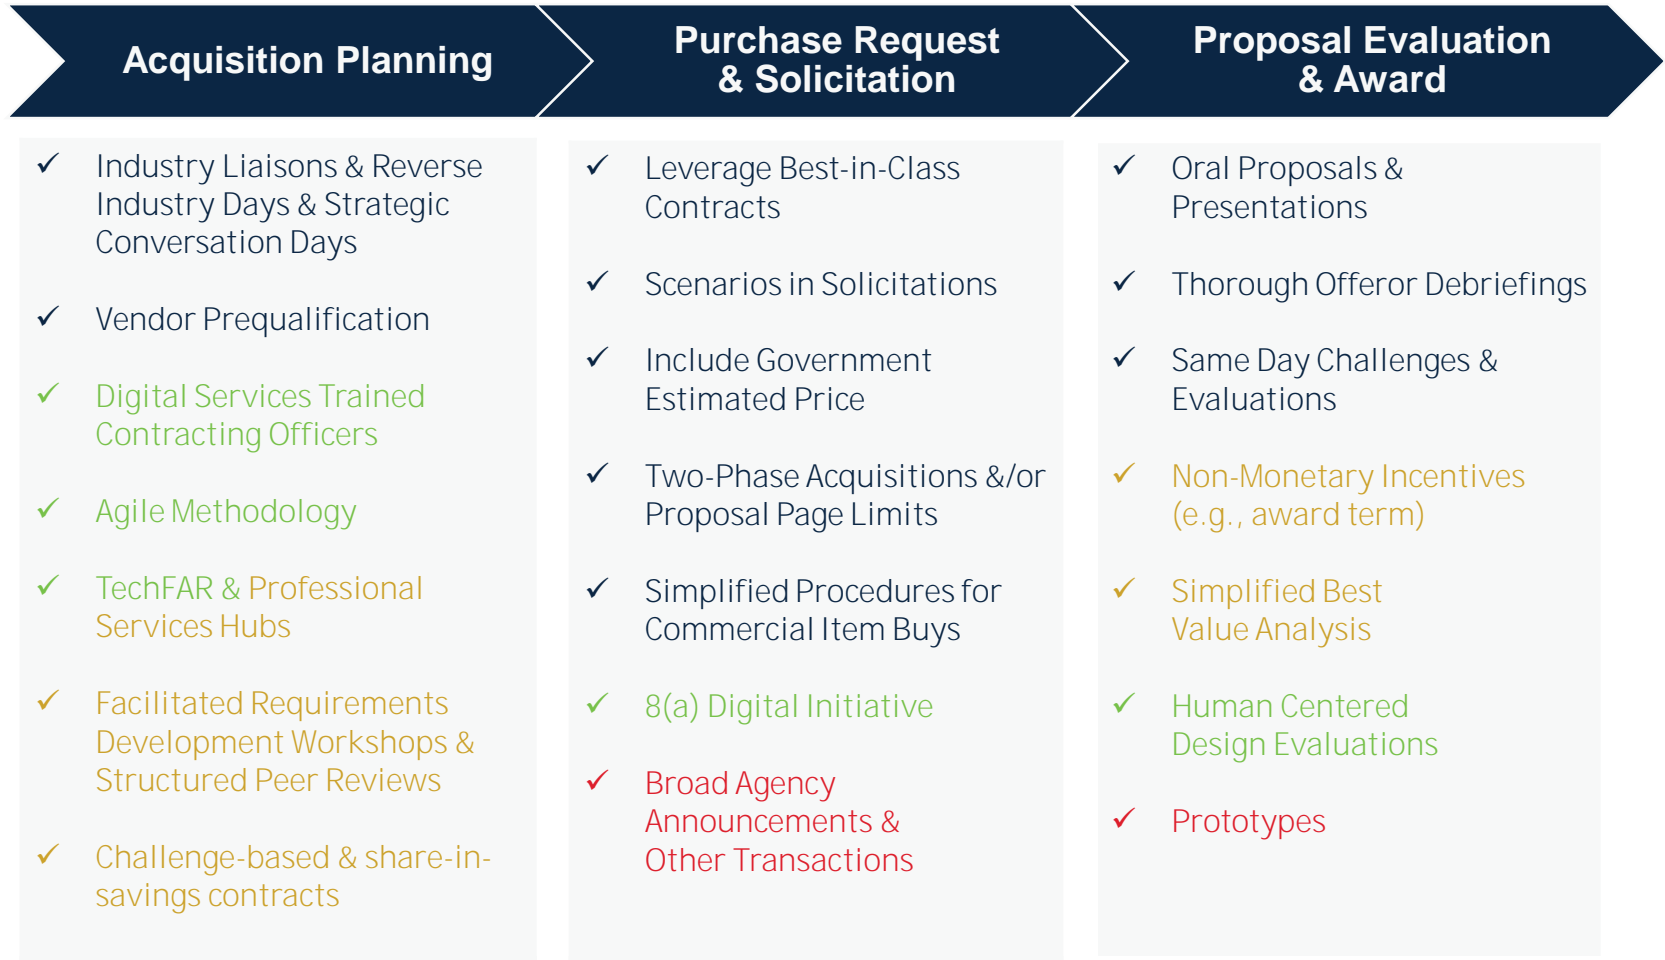 Acquisition Planning
Purchase Request
& Solicitation
Proposal Evaluation
& Award
✓ Industry Liaisons & Reverse
Industry Days & Strategic
Conversation Days
✓ Vendor Prequalification
✓ Digital Services Trained
Contracting Officers
✓ Agile Methodology
✓ TechFAR & Professional
Services Hubs
✓ Facilitated Requirements
Development Workshops &
Structured Peer Reviews
✓ Challenge-based & share-in-
savings contracts
✓ Leverage Best-in-Class
Contracts
✓ Scenarios in Solicitations
✓ Include Government
Estimated Price
✓ Two-Phase Acquisitions &/or
Proposal Page Limits
✓ Simplified Procedures for
Commercial Item Buys
✓ 8(a) Digital Initiative
✓ Broad Agency
Announcements &
Other Transactions
✓ Oral Proposals &
Presentations
✓ Thorough Offeror Debriefings
✓ Same Day Challenges &
Evaluations
✓ Non-Monetary Incentives
(e.g., award term)
✓ Simplified Best
Value Analysis
✓ Human Centered
Design Evaluations
✓ Prototypes